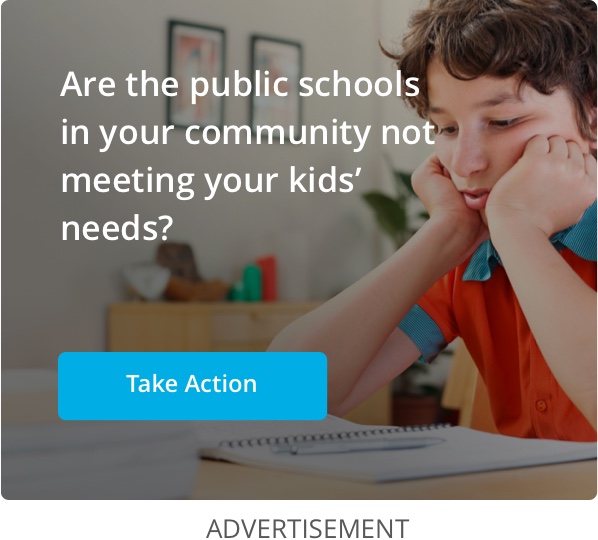 Are the public schools
in your community not
meeting your kids’
needs?
Take Action
ADVERTISEMENT